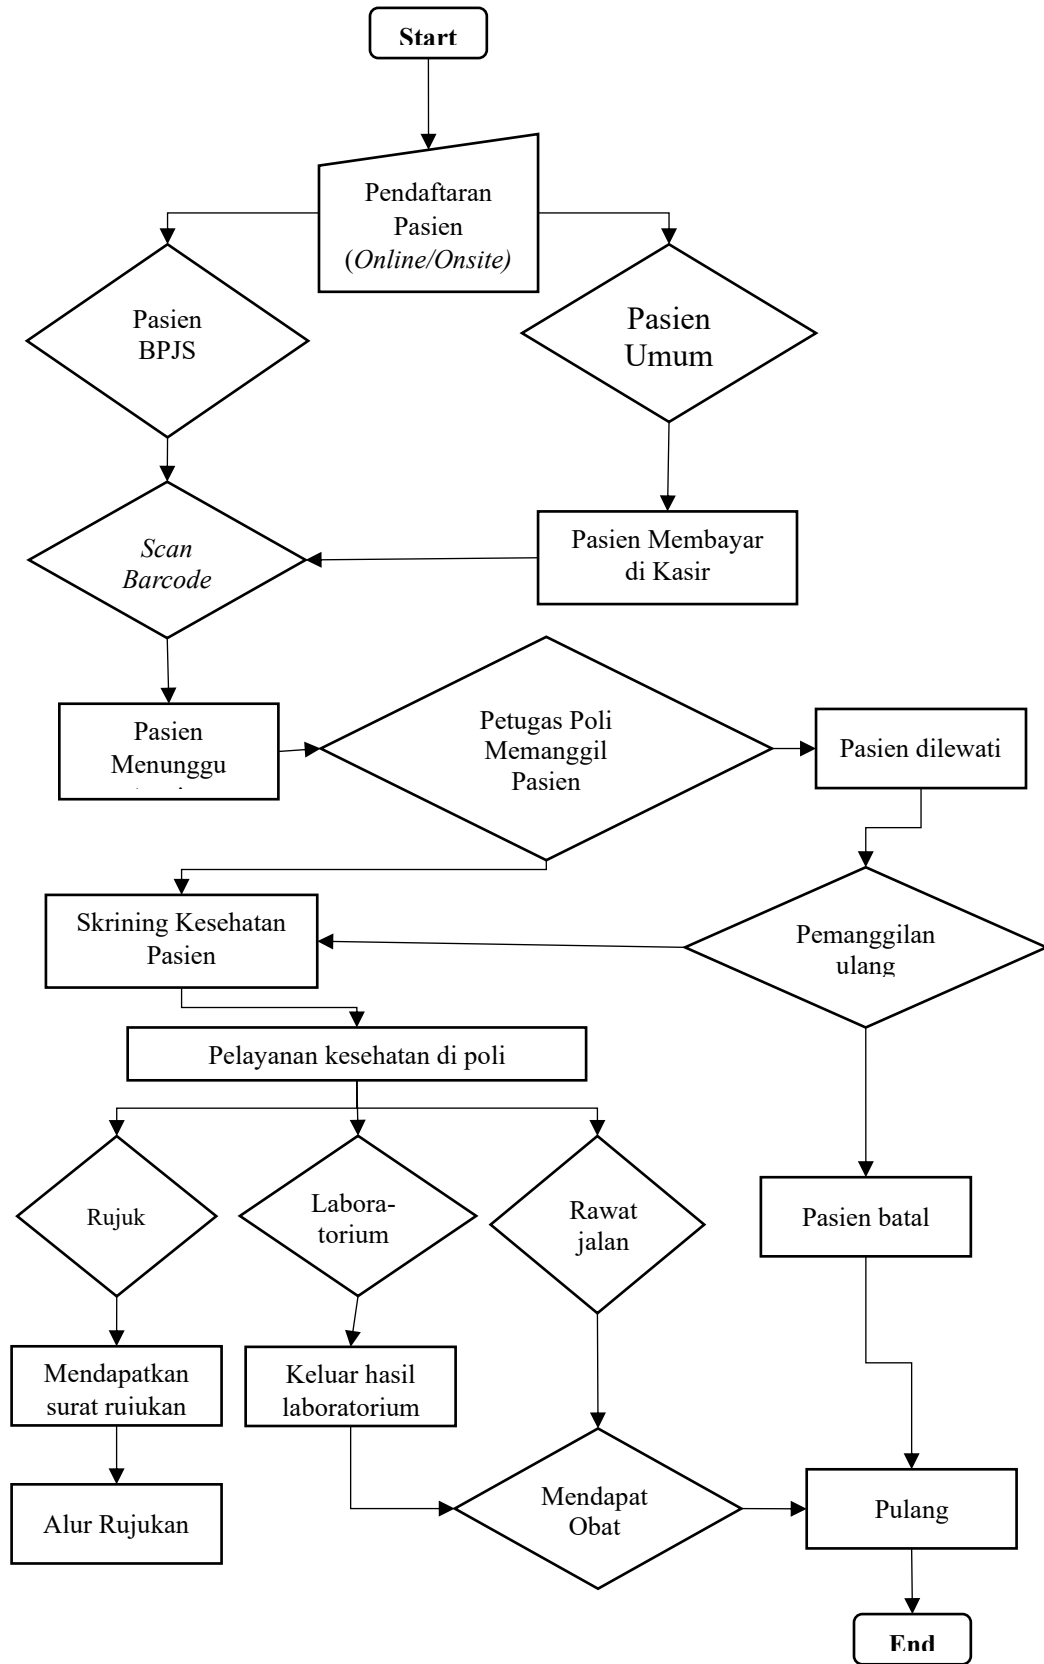 Start
Pendaftaran
Pasien
(Online/Onsite)
Pasien
BPJS
Pasien
Umum
Scan
Barcode
Pasien Membayar
di Kasir
Pasien
Menunggu
Petugas Poli
Memanggil
Pasien
Pasien dilewati
Skrining Kesehatan
Pasien
Pemanggilan
ulang
Pelayanan kesehatan di poli
Rujuk
Labora-
torium
Rawat
jalan
Pasien batal
Mendapatkan
surat rujukan
Keluar hasil
laboratorium
Alur Rujukan
Mendapat
Obat
Pulang
End